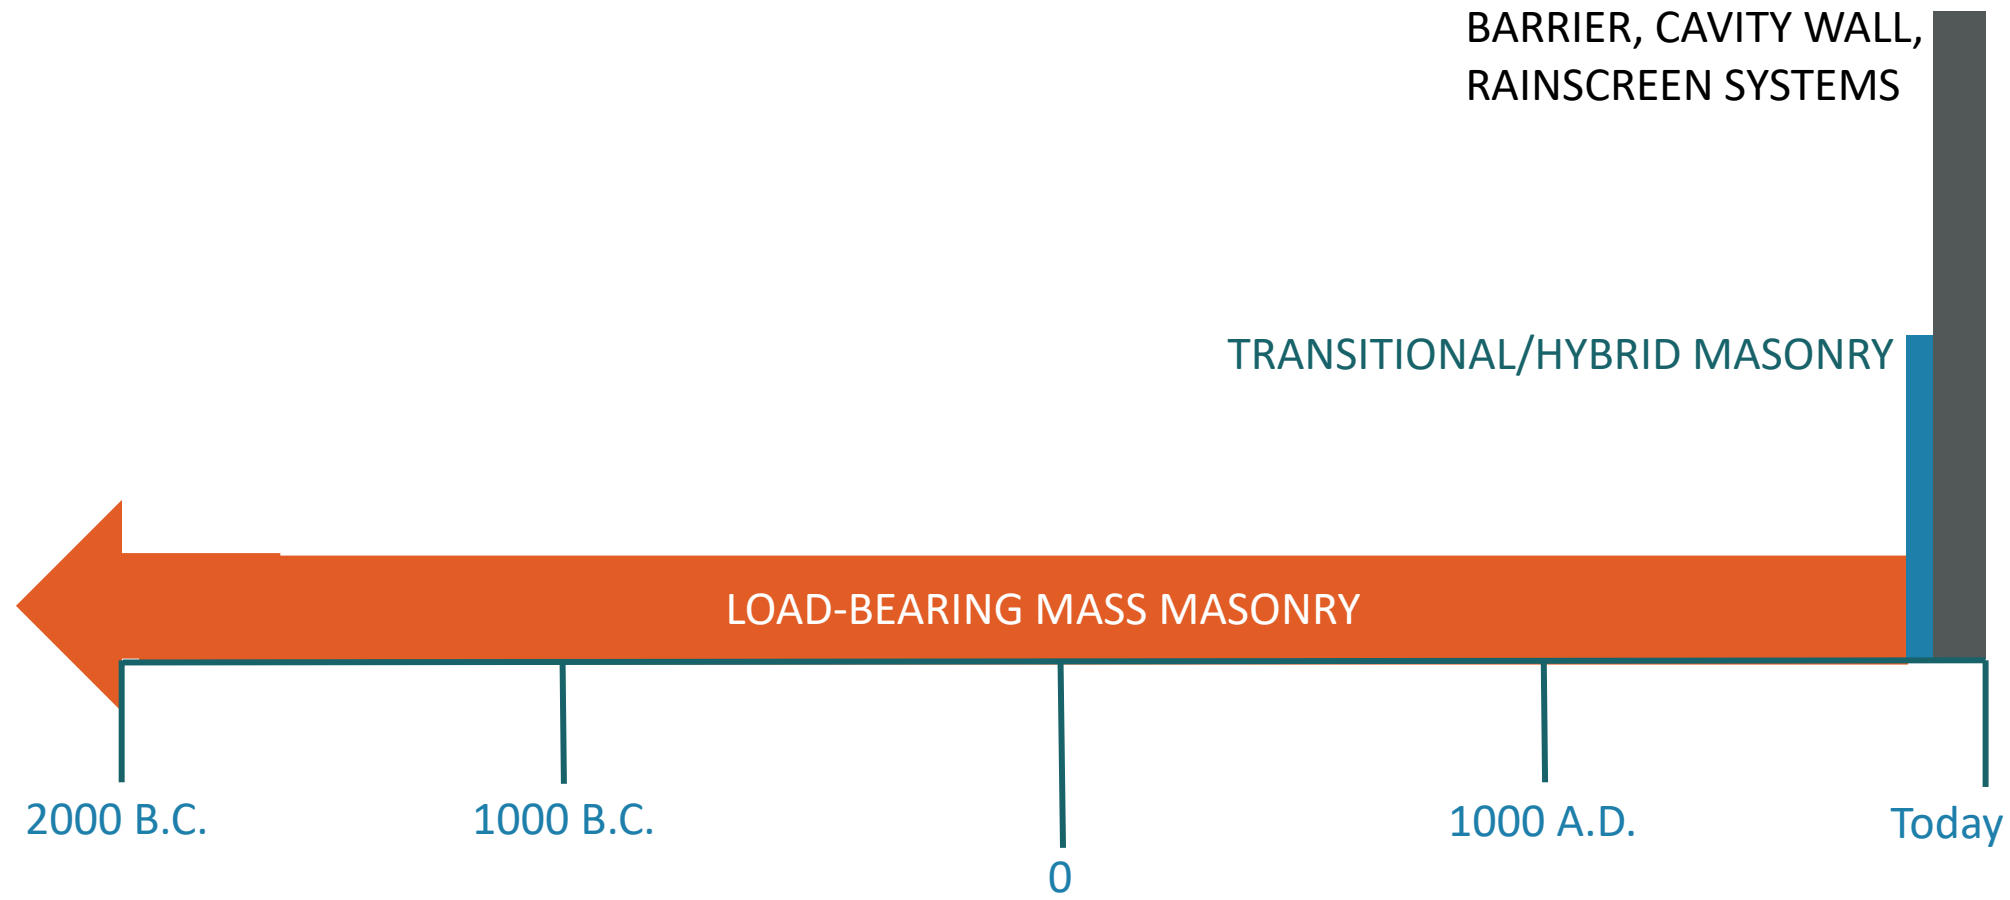 BARRIER, CAVITY WALL,
RAINSCREEN SYSTEMS
TRANSITIONAL/HYBRID MASONRY
LOAD-BEARING MASS MASONRY
2000 B.C.
1000 B.C.
0
1000 A.D.
Today